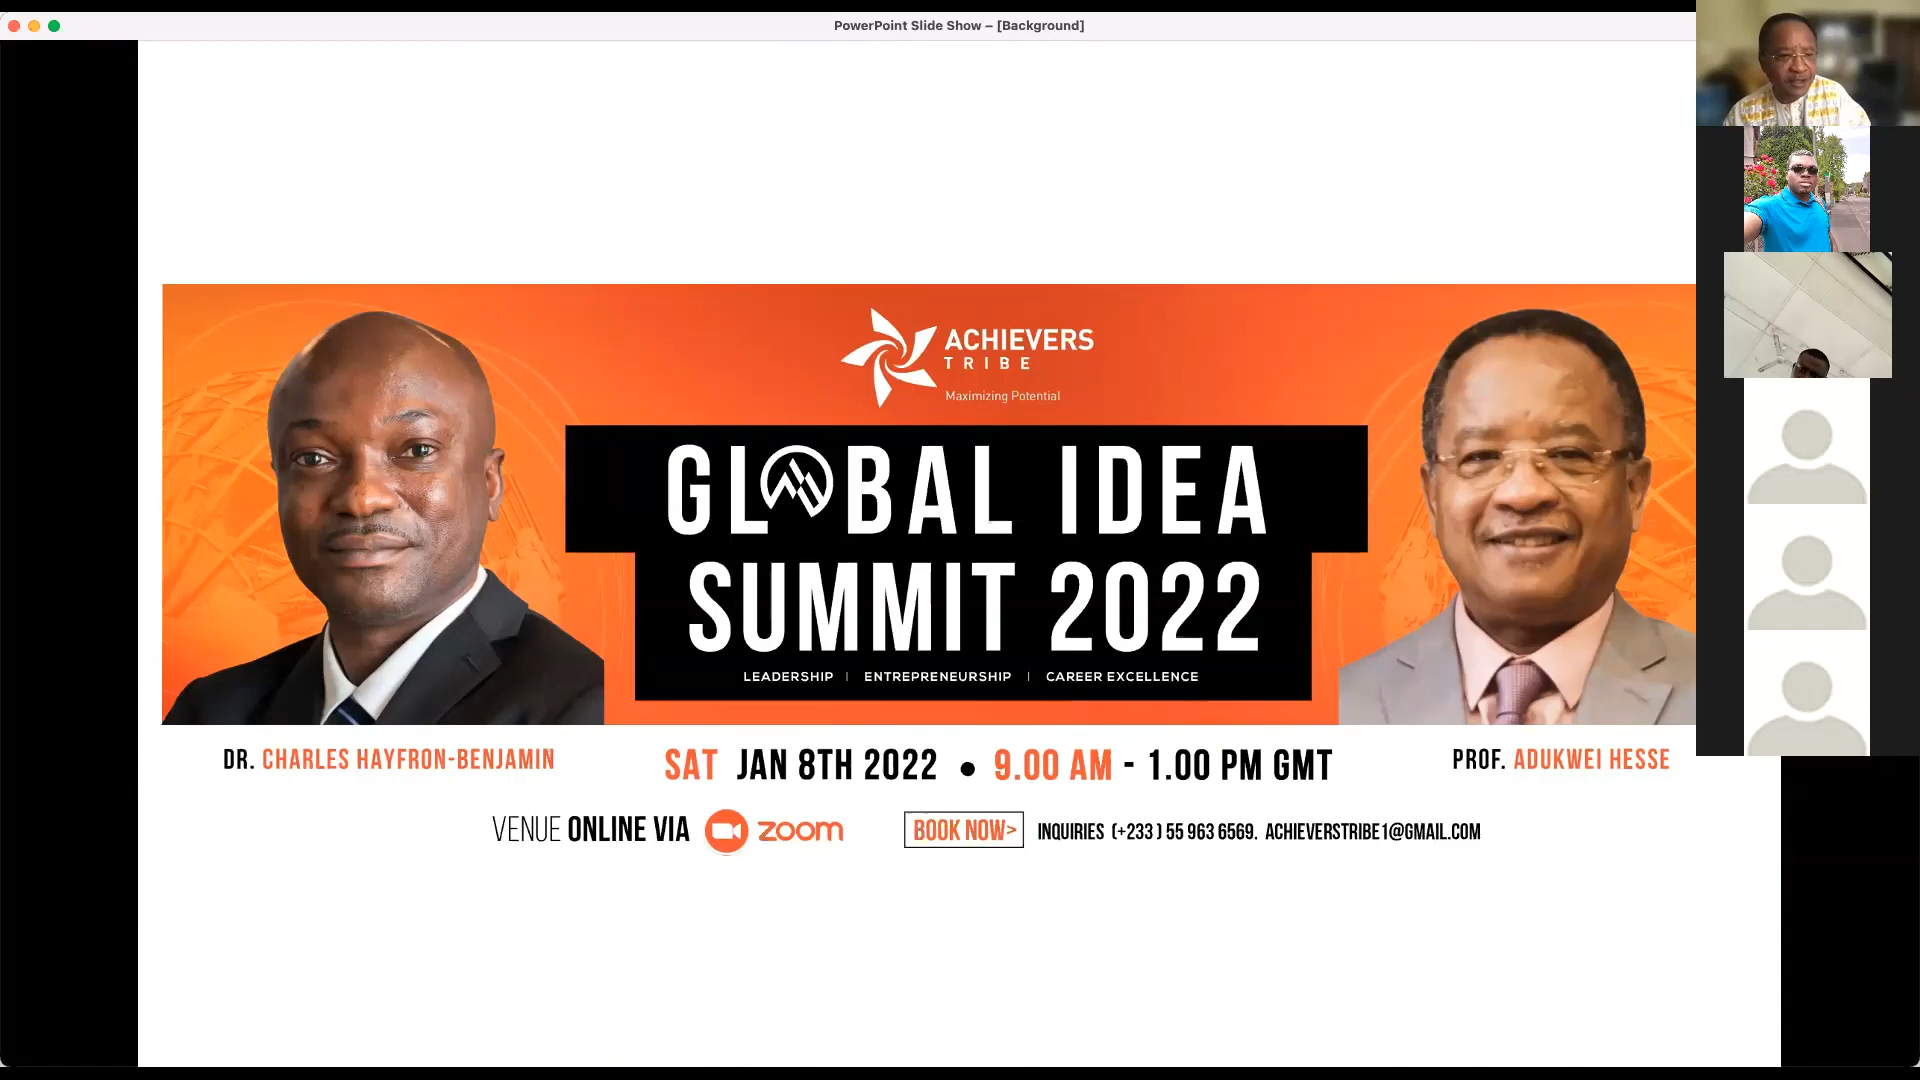 PowerPoint Slide Show – [Background]
ACHIEVERS
TRIBE
Maximizing Potential
GLOBAL IDEA
SUMMIT 2022
LEADERSHIP | ENTREPRENEURSHIP | CAREER EXCELLENCE
DR. CHARLES HAYFRON-BENJAMIN
SAT JAN 8TH 2022 • 9.00 AM - 1.00 PM GMT
PROF. ADUKWEI HESSE
VENUE ONLINE VIA zoom
BOOK NOW> INQUIRIES (+233 ) 55 963 6569. ACHIEVERSTRIBE1@GMAIL.COM